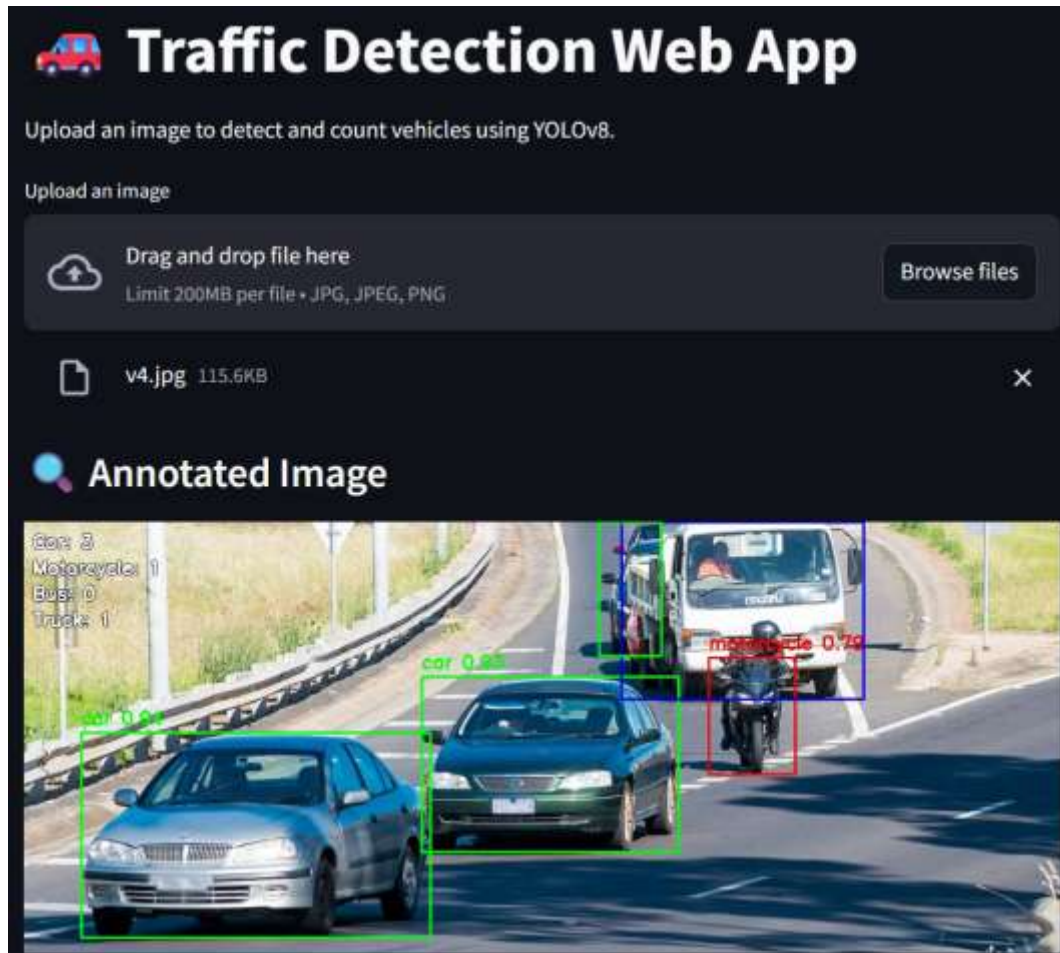 Traffic Detection Web App
Upload an image to detect and count vehicles using YOLOv8.
Upload an image
Drag and drop file here
Limit 200MB per file • JPG, JPEG, PNG
Browse files
v4.jpg 115.6KB
Annotated Image
Car: 3
Motorcycle: 1
Bus: 0
Truck: 1
motorcycle 0.79
car
car
ISUZU